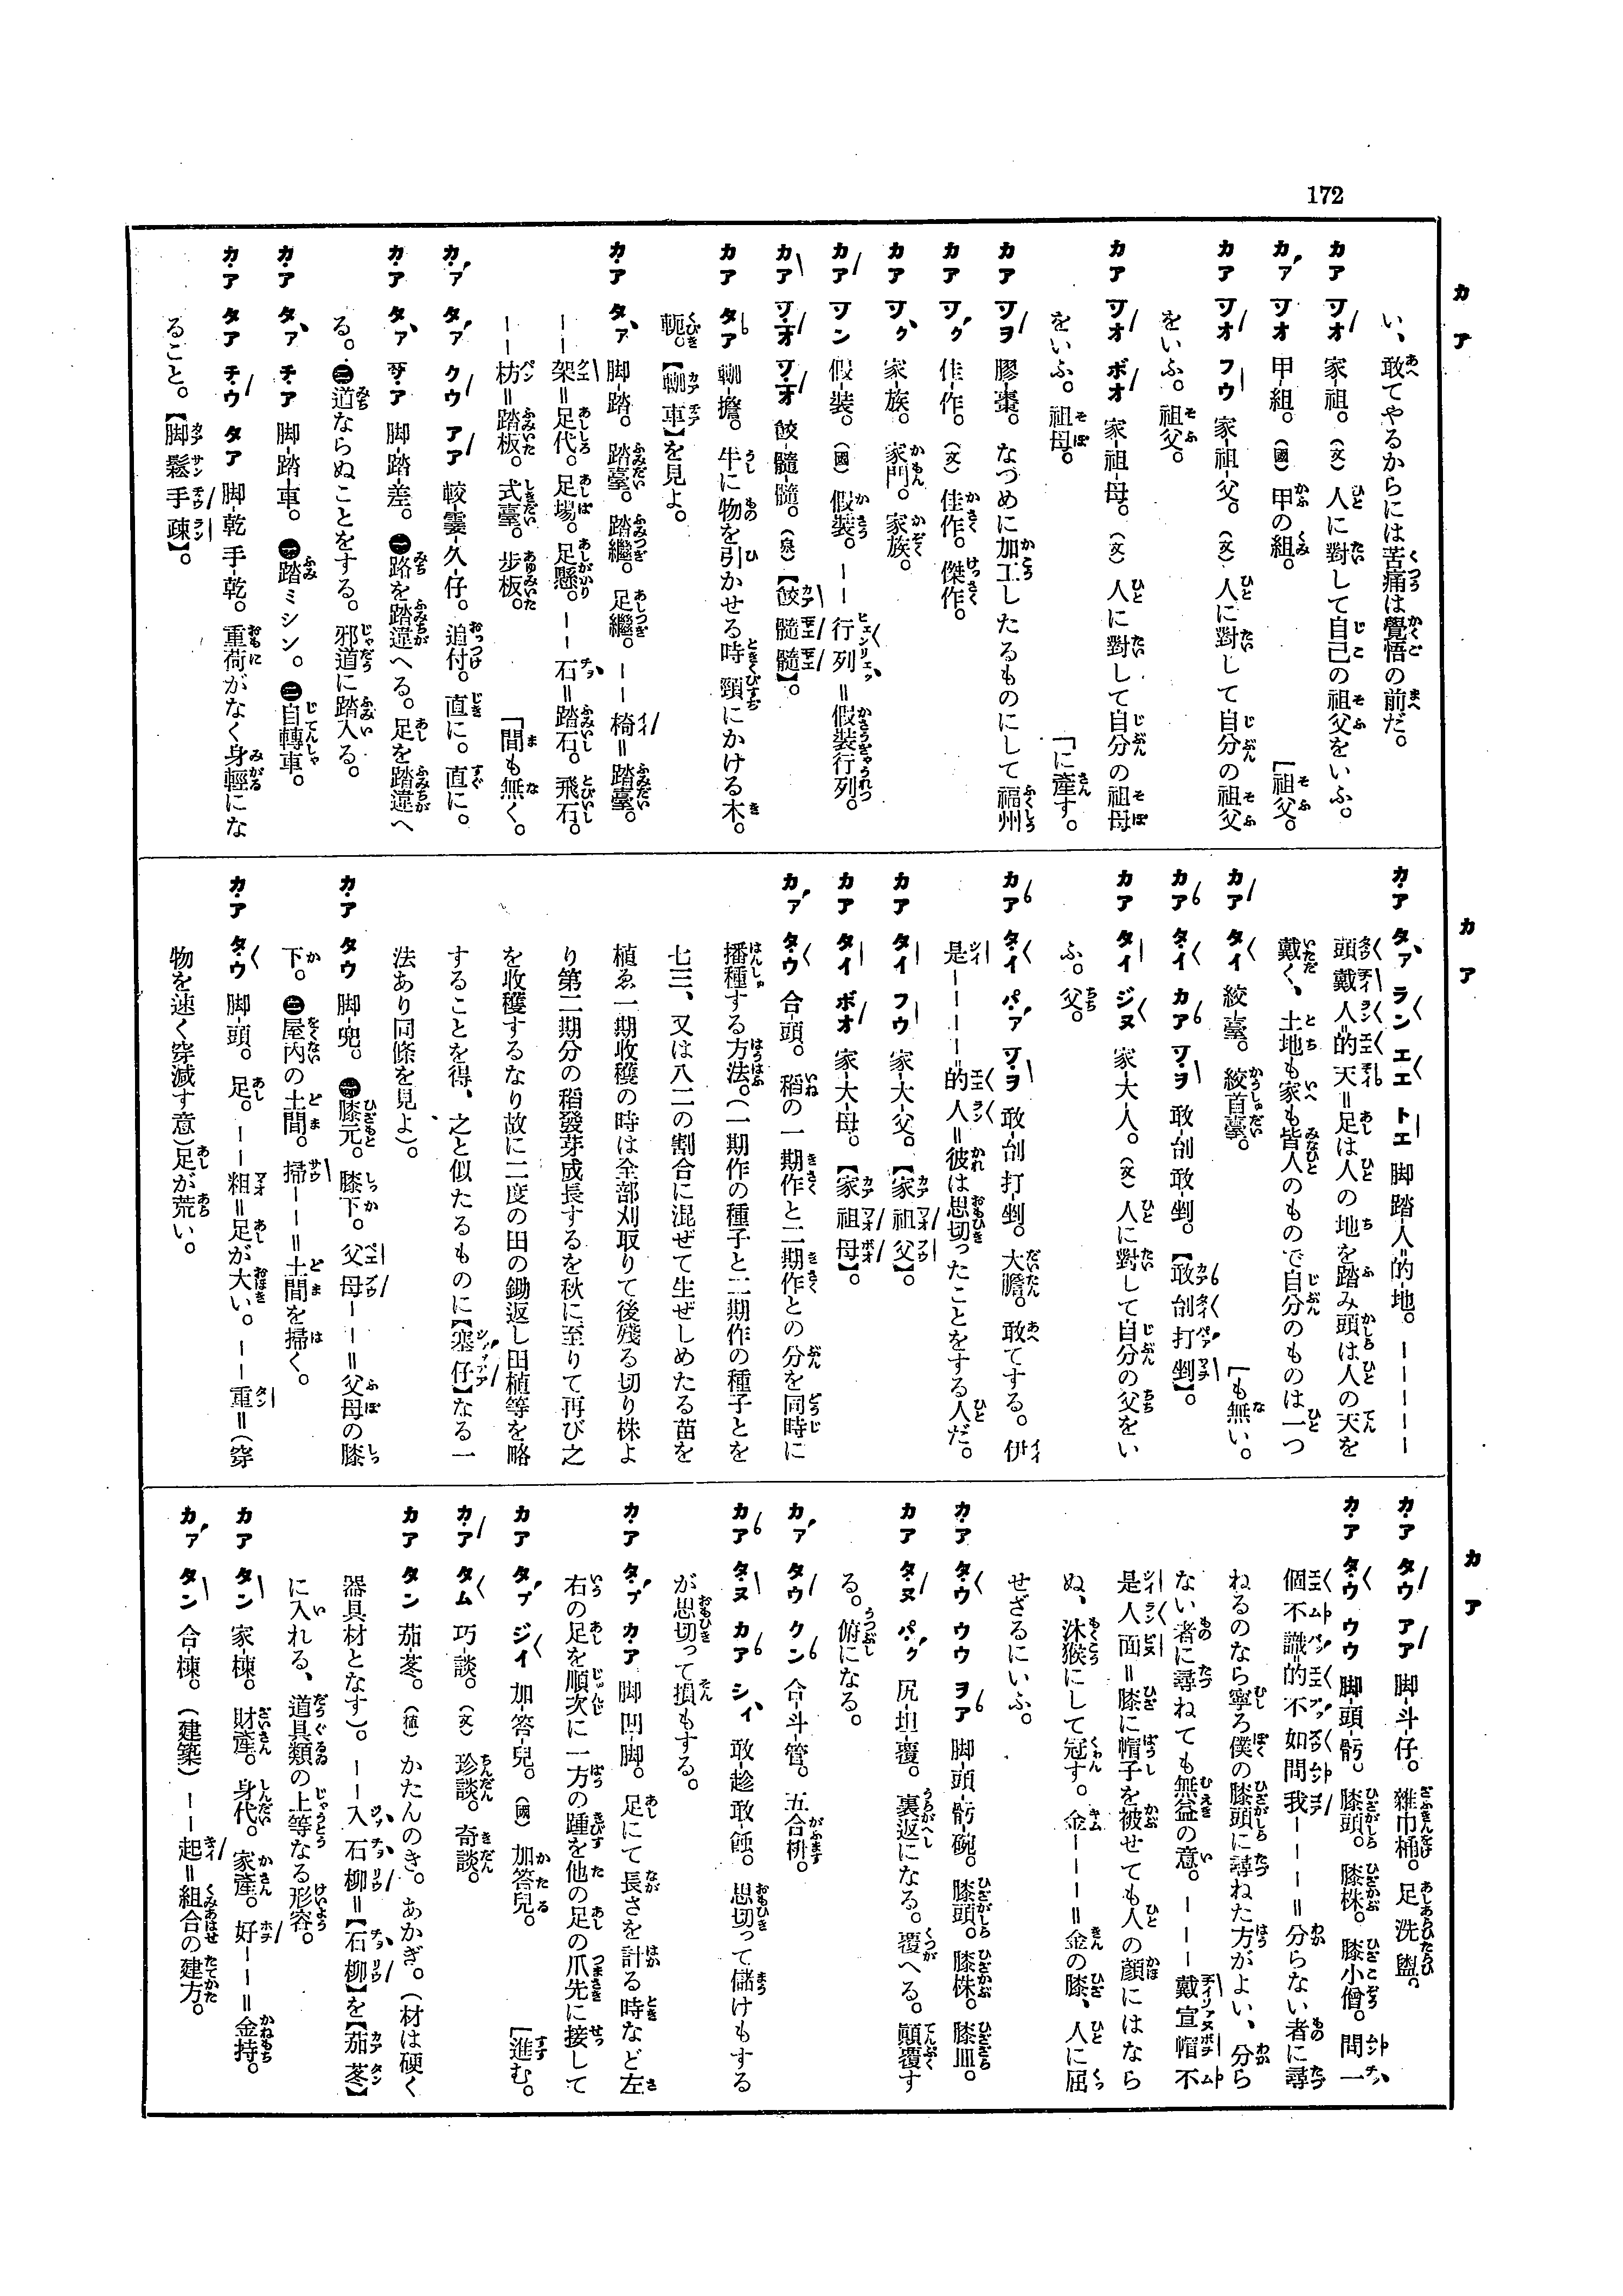 172
カア
い、敢てやるからには苦痛は覺悟の前だ。
カア ソオ 家-祖。(文)人に對して自己の祖父をいふ。
カア ソオ 甲-組。(國)甲の組。 [祖父。
カア ソオ フウ 家-祖-父。(文)人に對して自分の祖父
をいふ。祖父。
カア ソオ ボオ 家-祖-母。(文)人に對して自分の祖母
をいふ。祖母。 [に產す。
カア ソヲ 膠-棗。なつめに加工したるものにして福州
カア ソク 佳-作。(文)佳作。傑作。
カア ソク 家-族。家門。家族。
カア ソン 假-裝。(國)假裝。——行列=假裝行列。
カア ソオ ソオ 餃-髓-髓。(泉)【餃髓髓】。
カア タア 鞩-擔。牛に物を引かせる時頸にかける木。
軛。【車】を見よ。
カア タア 脚-踏。踏臺。踏繼。足繼。——椅=踏臺。
——架=足代。足場。足懸。——石=踏石。飛石。
——枋=踏板。式臺。步板。 [間も無く。
カア タア クウ アア 較-霎-久-仔。追付。直に。直に。
カア タア サア 脚-踏-差。㊀路を踏違へる。足を踏違へ
る。㊁道ならぬことをする。邪道に踏入る。
カア タア チア 脚-踏-車。㊀踏ミシン。㊁自轉車。
カア タア チウ タア 脚-乾 手-乾。重荷がなく身輕にな
ること。【脚鬆手疎】。
カア
カア タア ラン エエ トエ 脚 踏-人=的-地。—————
頭戴人=的天=足は人の地を踏み頭は人の天を
戴く、土地も家も皆人のもので自分のものは一つ
カア タイ 絞-臺。絞首臺。 [も無い。
カア タイ カア ソヲ 敢-刣 敢-剉。【敢刣打剉】。
カア タイ ジヌ 家-大-人。(文)人に對して自分の父をい
ふ。父。
カア タイ パア ソヲ 敢-刣 打-剉。大膽。敢てする。伊
是————的人=彼は思切ったことをする人だ。
カア タイ フウ 家-大-父。【家祖父】。
カア タイ ボオ 家-大-母。【家祖母】。
カア タウ 合-頭。稻の一期作と二期作との分を同時に
播種する方法。(一期作の種子と二期作の種子とを
七三、又は八二の割合に混ぜて生ぜしめたる苗を
植ゑ一期收穫の時は全部刈取りて後殘る切り株よ
り第二期分の稻發芽成長するを秋に至りて再び之
を收穫するなり故に二度の田の鋤返し田植等を略
することを得、之と似たるものに【塞仔】なる一
法あり同條を見よ)。
カア タウ 脚-兜。㊀膝元。膝下。父母——=父母の膝
下。㊁屋内の土間。掃——=土間を掃く。
カア タウ 脚-頭。足。——粗=足が大い。——重=(穿
物を速く穿減す意)足が荒い。
カア
カア タウ アア 脚-斗-仔。雜巾桶。足洗盥。
カア タウ ウウ 脚-頭-骬。膝頭。膝株。膝小僧。問一
個不識=的不如問我———=分らない者に尋
ねるのなら寧ろ僕の膝頭に尋ねた方がよい、分ら
ない者に尋ねても無益の意。———戴宣帽不
是人面=膝に帽子を被せても人の顏にはなら
ぬ、沐猴にして冠す。金———=金の膝、人に屈
せざるにいふ。
カア タウ ウウ ヲア 脚-頭-骬-碗。膝頭。膝株。膝皿。
カア タヌ パク 尻-坦-覆。裏返になる。覆へる。顚覆す
る。俯になる。
カア タウ クン 合-斗-管。五合枡。
カア タヌ カア シイ 敢-趁 敢-蝕。思切って儲けもする
が思切って損もする。
カア タブ カア 脚 問-脚。足にて長さを計る時など左
右の足を順次に一方の踵を他の足の爪先に接して
カア タブ ジイ 加-答-兒。(國)加答兒。 [進む。
カア タム 巧-談。(文)珍談。奇談。
カア タン 茄-苳。(植)かたんのき。あかぎ。(材は硬く
器具材となす)。——入石柳=【石柳】を【茄苳】
に入れる、道具類の上等なる形容。
カア タン 家-棟。財產。身代。家產。好——=金持。
カア タン 合-棟。(建築)——起=組合の建方。